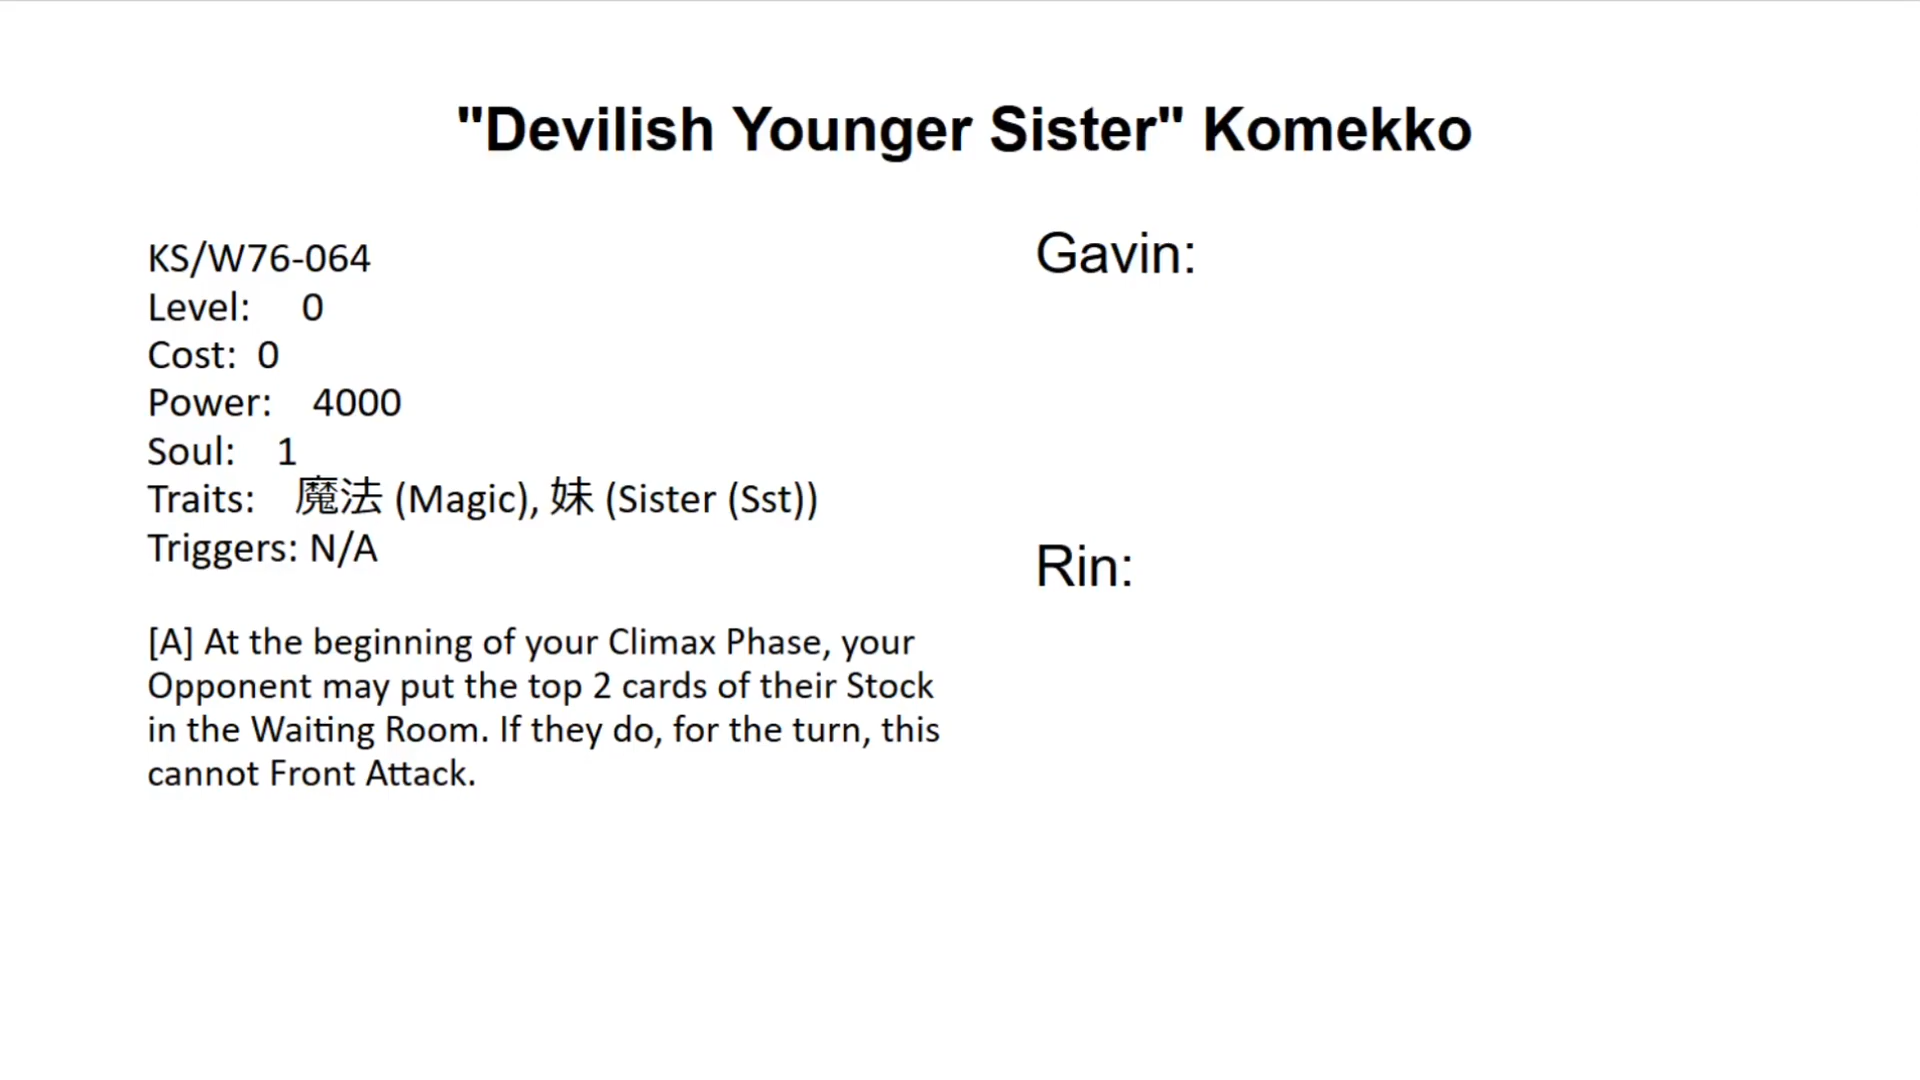 "Devilish Younger Sister" Komekko
KS/W76-064
Level: 0
Cost: 0
Power: 4000
Soul: 1
Traits: 魔法 (Magic), 妹 (Sister (Sst))
Triggers: N/A
[A] At the beginning of your Climax Phase, your
Opponent may put the top 2 cards of their Stock
in the Waiting Room. If they do, for the turn, this
cannot Front Attack.
Gavin:
Rin: